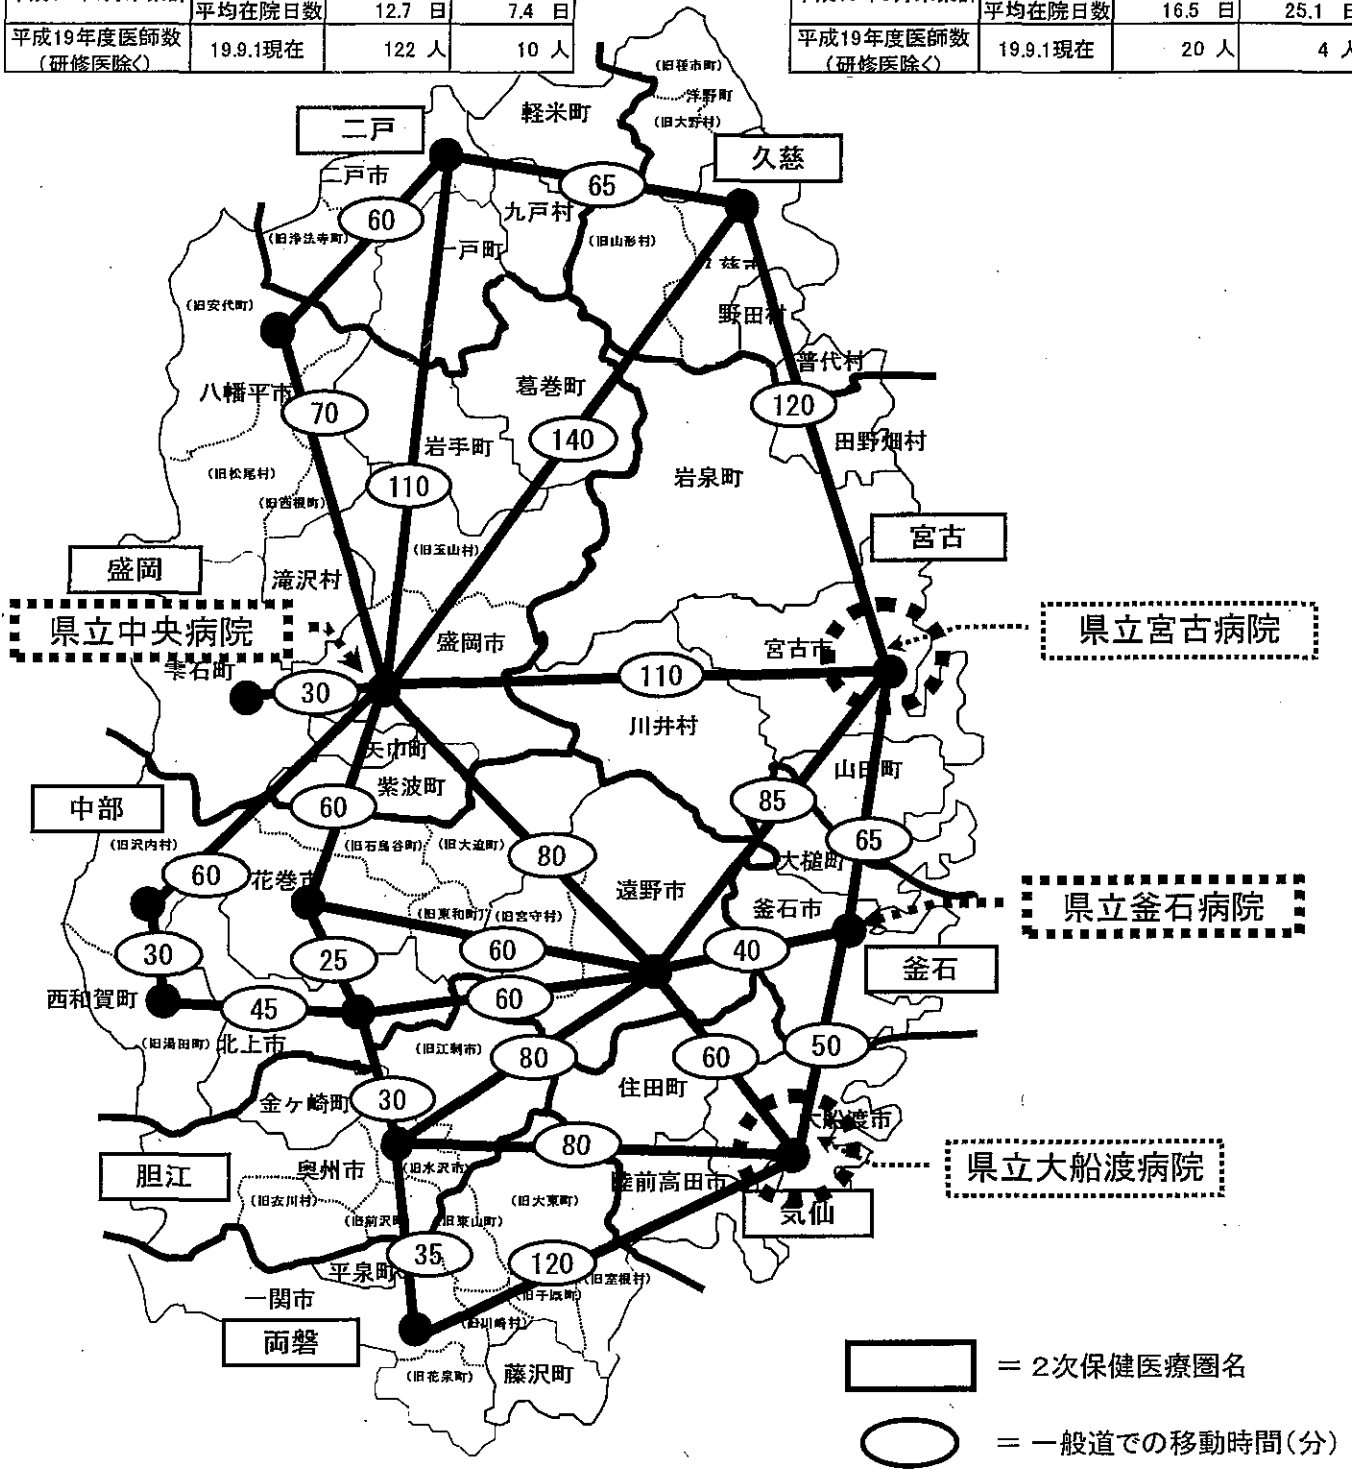 平均在院日数 12.7 日 7.4 日
平成19年度医師数
(研修医除く)
19.9.1現在 122 人 10 人
平均在院日数 16.5 日 25.1 日
平成19年度医師数
(研修医除く)
19.9.1現在 20 人 4 人
(旧種市町)
洋野町
(旧大野村)
軽米町
二戸
久慈
二戸市
65
60
九戸村
(旧浄法寺町)
一戸町
(旧山形村)
(旧安代町)
野田村
普代村
八幡平市
70
葛巻町
120
140
岩手町
田野畑村
(旧松尾村)
岩泉町
110
(旧西根町)
宮古
(旧玉山村)
盛岡
滝沢村
県立中央病院
盛岡市
宮古市
県立宮古病院
雫石町
30
110
川井村
矢巾町
紫波町
山田町
中部
60
85
(旧沢内村)
(旧石鳥谷町)
(旧大迫町)
80
65
大槌町
60
花巻市
遠野市
(旧東和町)
(旧宮守村)
釜石市
県立釜石病院
30
25
60
40
釜石
西和賀町
45
60
(旧湯田町)
北上市
(旧江刺市)
80
60
50
金ヶ崎町
30
住田町
大船渡市
80
胆江
奥州市
(旧水沢市)
県立大船渡病院
(旧衣川村)
(旧大東町)
陸前高田市
(旧前沢町
(旧東山町)
気仙
35
120
平泉町
(旧室根村)
一関市
(旧千厩町)
(旧川崎村)
両磐
(旧花泉町)
藤沢町
= 2次保健医療圏名
= 一般道での移動時間(分)